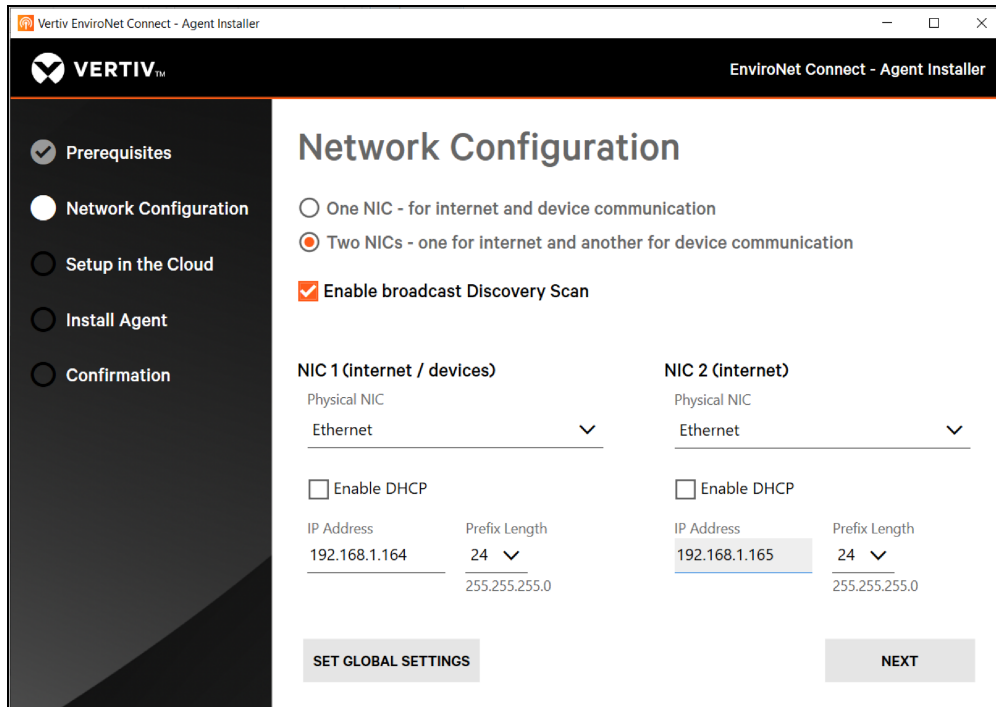 Vertiv EnviroNet Connect - Agent Installer
VERTIV™
EnviroNet Connect - Agent Installer
Prerequisites
Network Configuration
Setup in the Cloud
Install Agent
Confirmation
Network Configuration
One NIC - for internet and device communication
Two NICs - one for internet and another for device communication
Enable broadcast Discovery Scan
NIC 1 (internet / devices)
Physical NIC
Ethernet
Enable DHCP
IP Address
Prefix Length
192.168.1.164
24
255.255.255.0
NIC 2 (internet)
Physical NIC
Ethernet
Enable DHCP
IP Address
Prefix Length
192.168.1.165
24
255.255.255.0
SET GLOBAL SETTINGS
NEXT